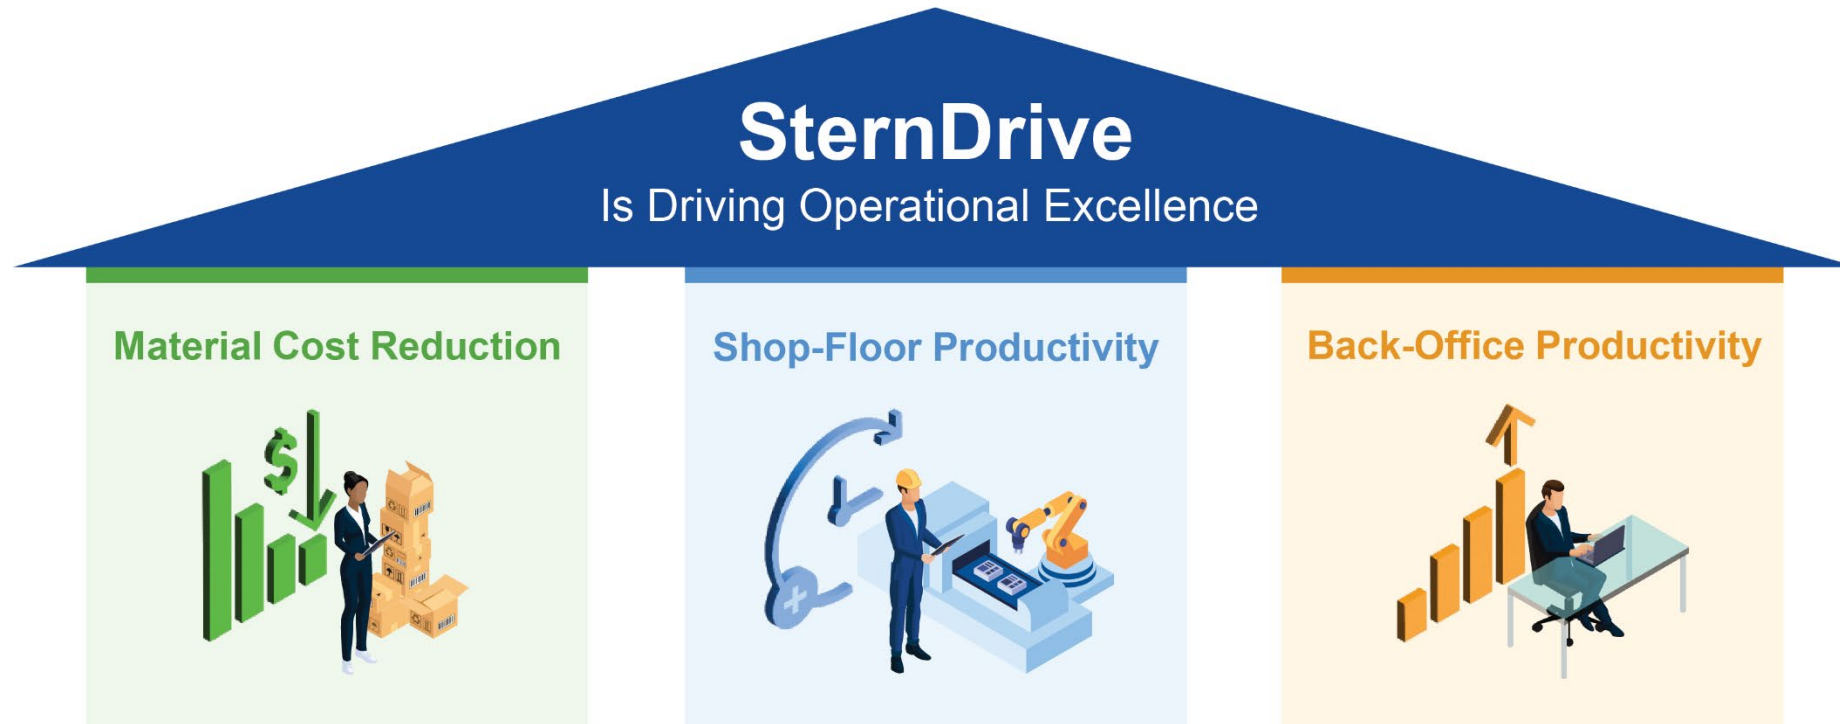 SternDrive
Is Driving Operational Excellence
Material Cost Reduction
Shop-Floor Productivity
Back-Office Productivity
$